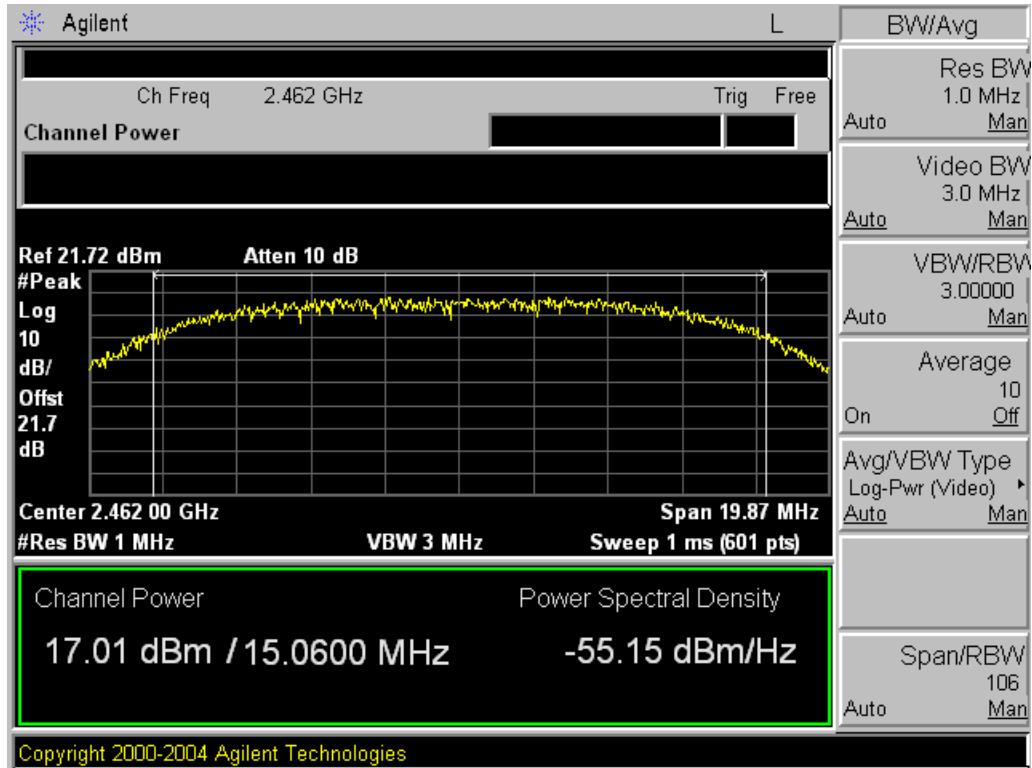 Agilent L
Ch Freq 2.462 GHz Trig Free
Channel Power
Ref 21.72 dBm Atten 10 dB
#Peak
Log
10
dB/
Offst
21.7
dB
Center 2.462 00 GHz Span 19.87 MHz
#Res BW 1 MHz VBW 3 MHz Sweep 1 ms (601 pts)
Channel Power Power Spectral Density
17.01 dBm / 15.0600 MHz -55.15 dBm/Hz
Copyright 2000-2004 Agilent Technologies
BW/Avg
Res BW
1.0 MHz
Auto Man
Video BW
3.0 MHz
Auto Man
VBW/RBW
3.00000
Auto Man
Average
10
On Off
Avg/VBW Type
Log-Pwr (Video)
Auto Man
Span/RBW
106
Auto Man